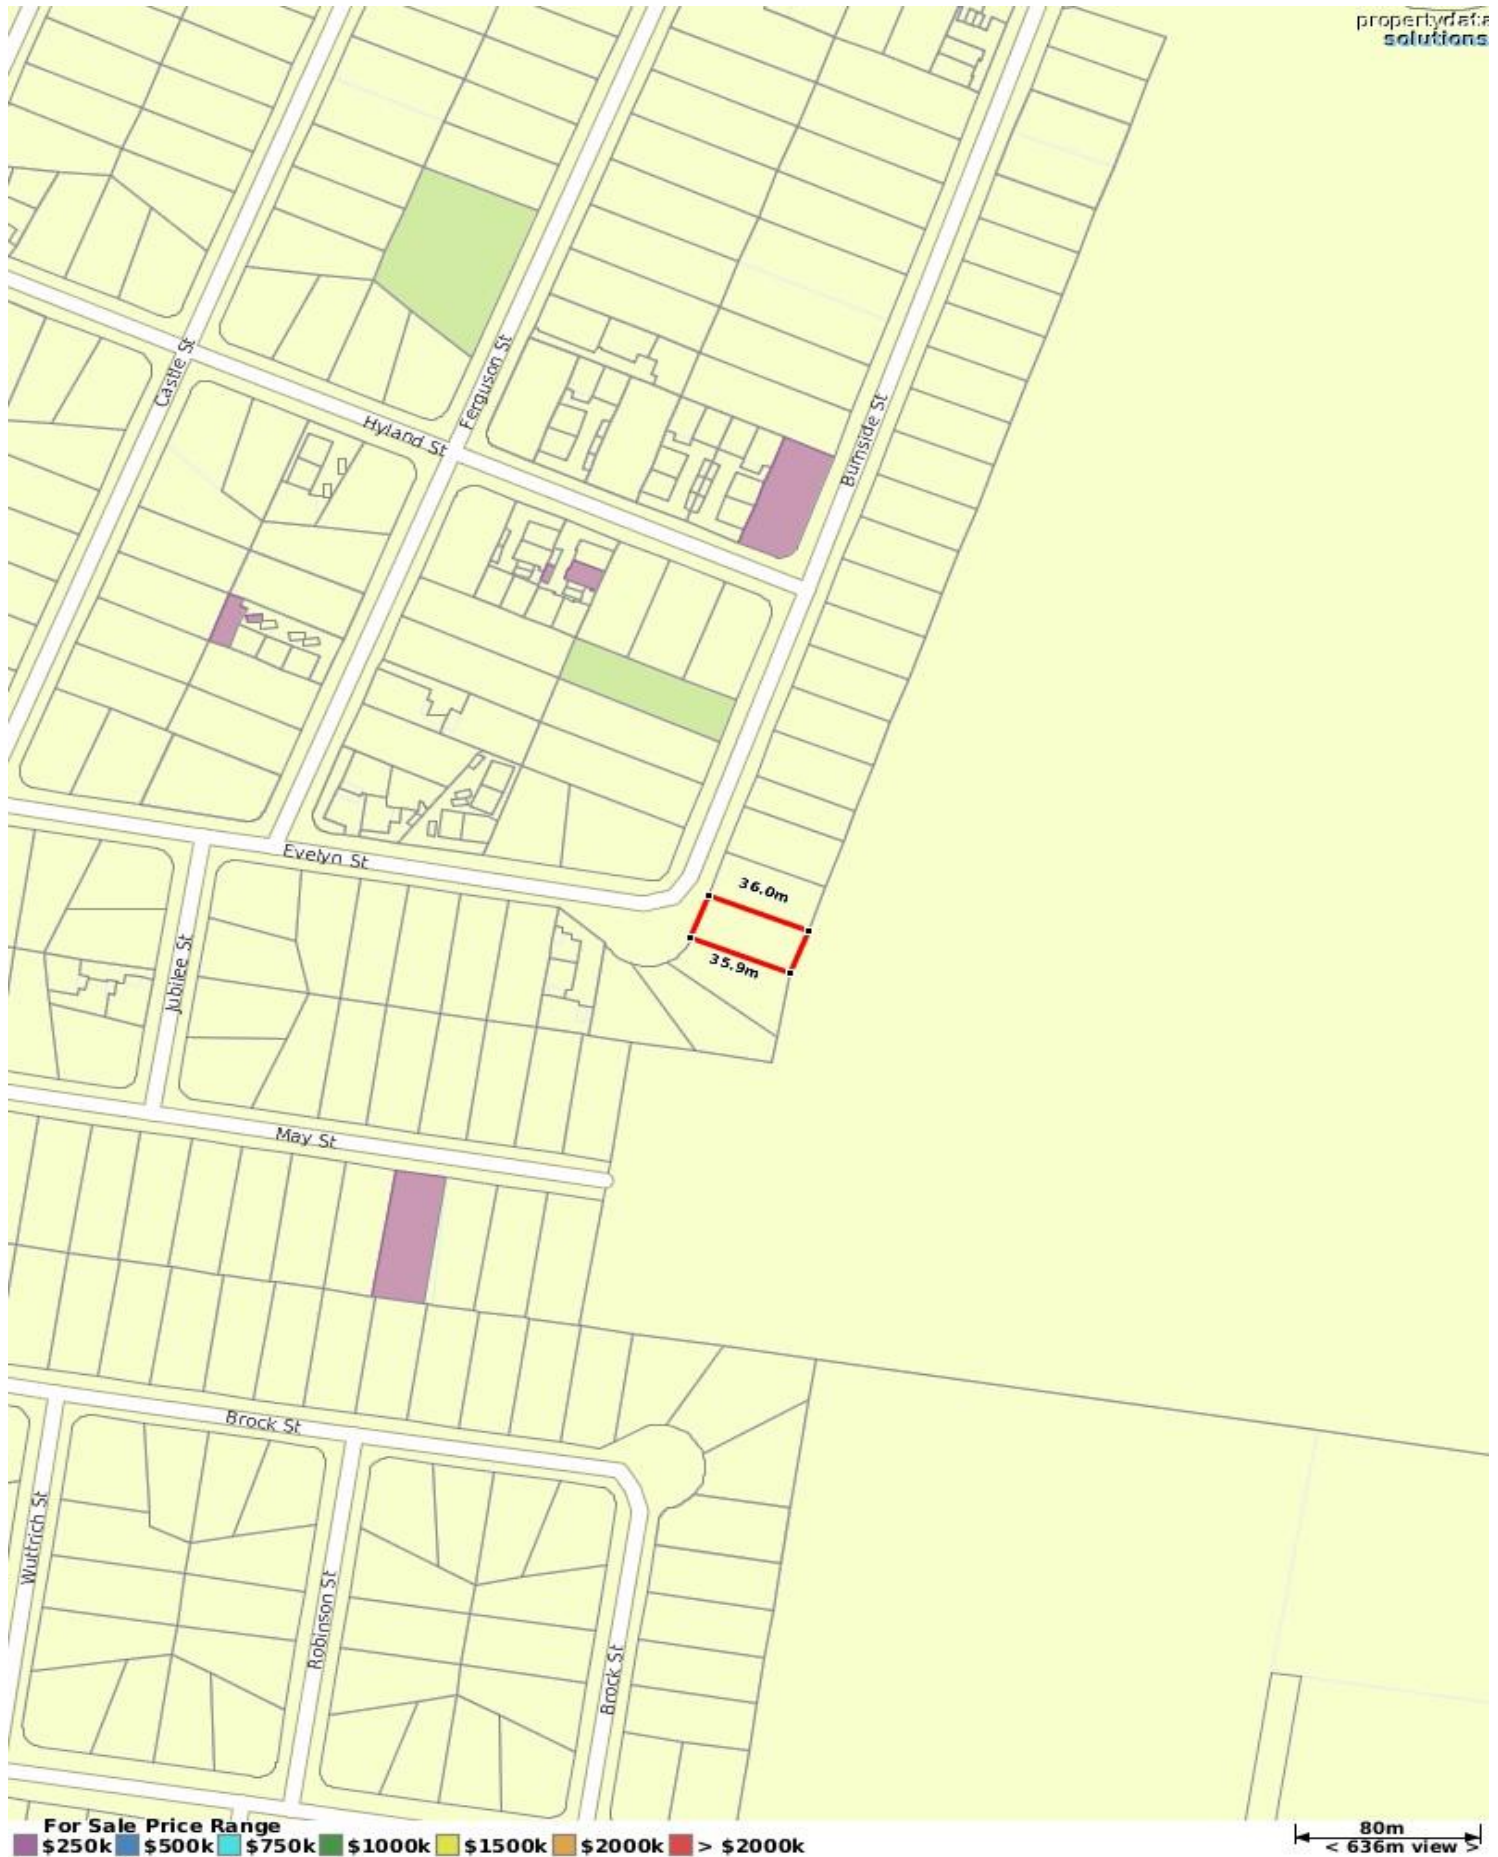 propertydata
solutions
Castle St
Ferguson St
Hyland St
Burnside St
Evelyn St
36.0m
35.9m
Jubilee St
May St
Brock St
Wuttrich St
Robinson St
Brock St
For Sale Price Range
$250k $500k $750k $1000k $1500k $2000k > $2000k
80m
< 636m view >